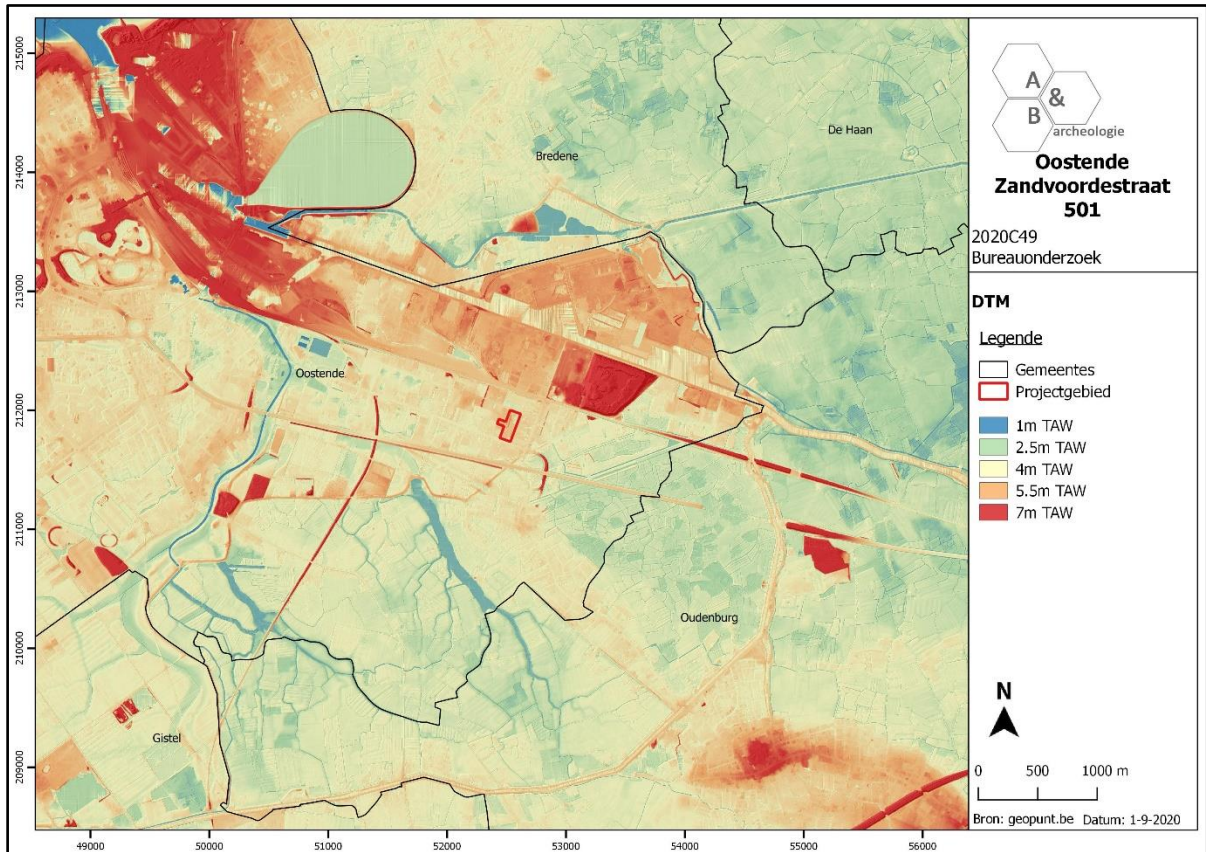 A
&
B
archeologie
Oostende
Zandvoordestraat
501
2020C49
Bureauonderzoek
DTM
Legende
Gemeentes
Projectgebied
1m TAW
2.5m TAW
4m TAW
5.5m TAW
7m TAW
N
0 500 1000 m
Bron: geopunt.be Datum: 1-9-2020
De Haan
Bredene
Oostende
Oudenburg
Gistel
215000
214000
213000
212000
211000
210000
209000
49000 50000 51000 52000 53000 54000 55000 56000